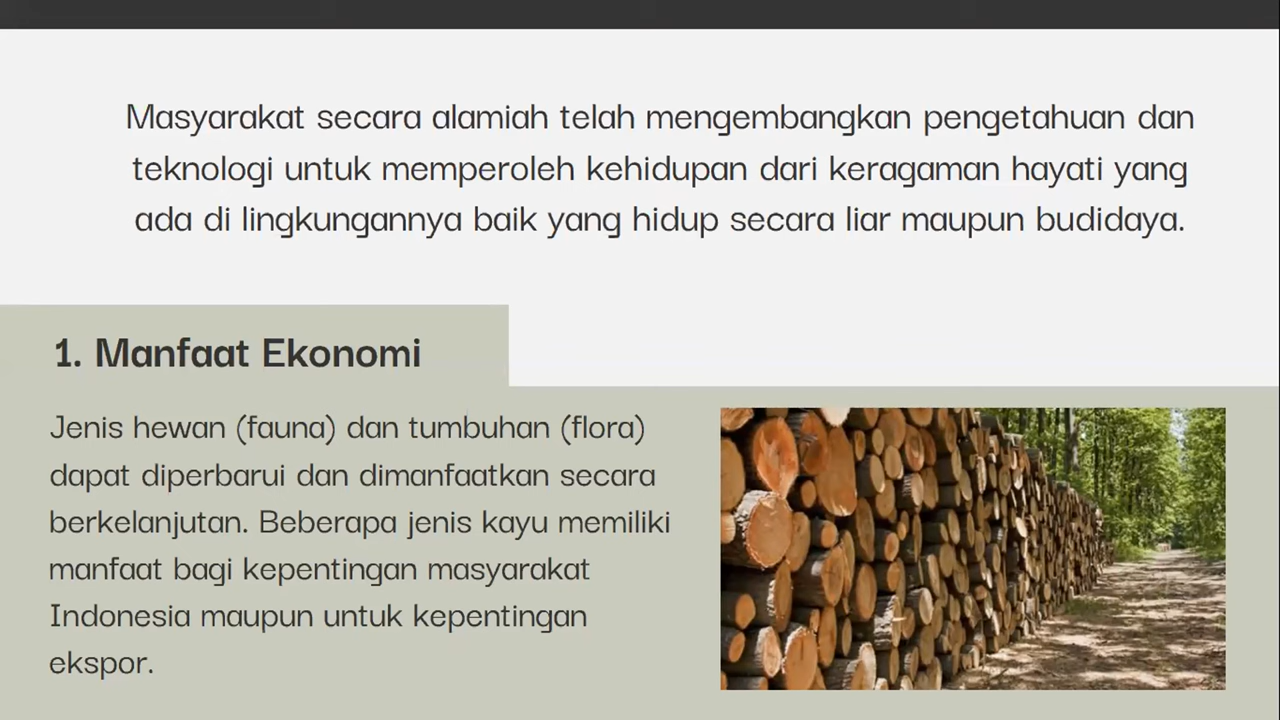 Masyarakat secara alamiah telah mengembangkan pengetahuan dan
teknologi untuk memperoleh kehidupan dari keragaman hayati yang
ada di lingkungannya baik yang hidup secara liar maupun budidaya.
1. Manfaat Ekonomi
Jenis hewan (fauna) dan tumbuhan (flora)
dapat diperbarui dan dimanfaatkan secara
berkelanjutan. Beberapa jenis kayu memiliki
manfaat bagi kepentingan masyarakat
Indonesia maupun untuk kepentingan
ekspor.